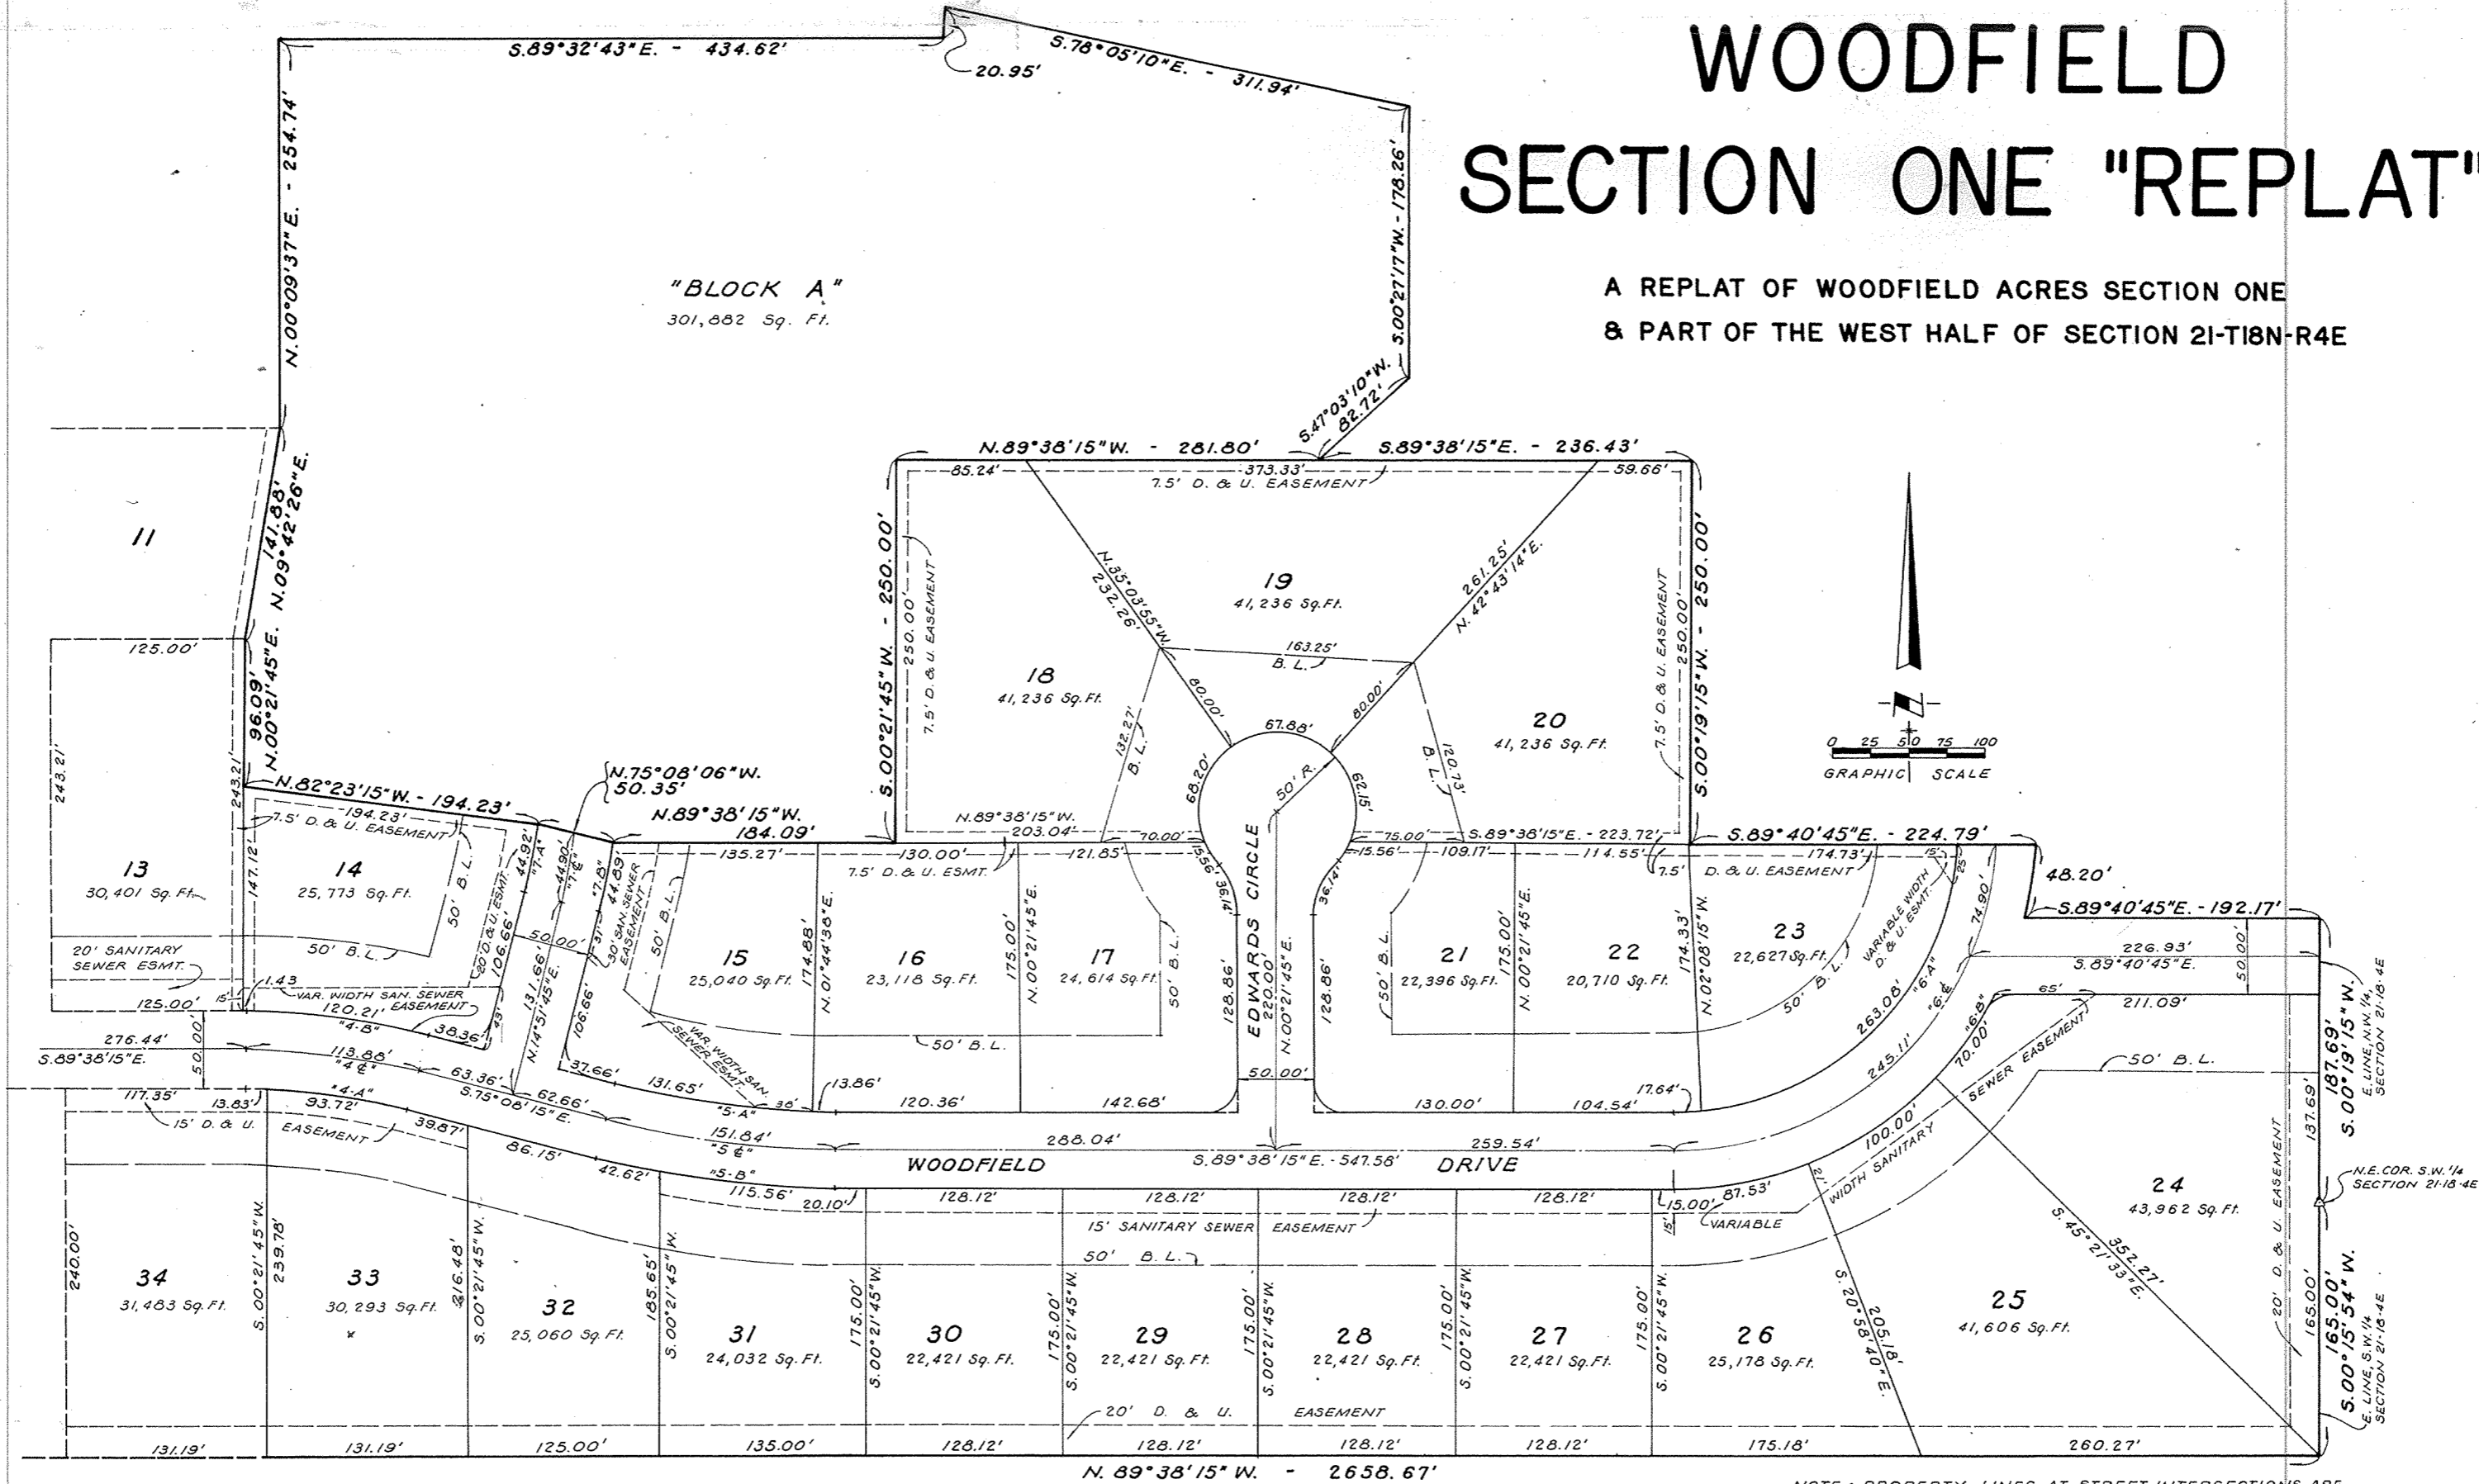 WOODFIELD
SECTION ONE "REPLAT"
A REPLAT OF WOODFIELD ACRES SECTION ONE
& PART OF THE WEST HALF OF SECTION 21-T18N-R4E
S.89°32'43"E. - 434.62'
20.95'
S.78°05'10"E. - 311.94'
N.00°09'37"E. - 254.74'
S.00°27'17"W. - 178.26'
"BLOCK A"
301,882 Sq. Ft.
S.47°03'10"W.
82.72'
N.89°38'15"W. - 281.80'
S.89°38'15"E. - 236.43'
85.24'
373.33'
59.66'
7.5' D. & U. EASEMENT
11
141.88'
N.09°42'26"E.
96.09'
N.00°21'45"E.
S.00°21'45"W. - 250.00'
250.00'
7.5' D. & U. EASEMENT
N.35°03'55"W.
232.26'
19
41,236 Sq.Ft.
261.25'
N.42°43'14"E.
163.25'
B. L.
7.5' D. & U. EASEMENT
250.00'
S.00°19'15"W. - 250.00'
18
41,236 Sq.Ft.
132.27'
B. L.
80.00'
67.88'
80.00'
120.73'
B. L.
20
41,236 Sq.Ft.
68.20'
50' R.
62.15'
0 25 50 75 100
GRAPHIC SCALE
125.00'
243.21'
243.21'
N.82°23'15"W. - 194.23'
N.75°08'06"W.
50.35'
N.89°38'15"W.
184.09'
N.89°38'15"W.
203.04'
70.00'
75.00'
S.89°38'15"E. - 223.72'
S.89°40'45"E. - 224.79'
194.23'
7.5' D. & U. EASEMENT
44.92'
"7-A"
44.90'
"7-℄"
"7-B"
44.89'
135.27'
130.00'
121.85'
7.5' D. & U. ESMT.
15.56'
36.14'
15.56'
36.14'
109.17'
114.55'
7.5'
D. & U. EASEMENT
174.73'
15'
25'
48.20'
S.89°40'45"E. - 192.17'
13
30,401 Sq. Ft.
14
25,773 Sq. Ft.
147.12'
50' B. L.
50' B. L.
20' D. & U. ESMT.
106.66'
50.00'
31'
30' SAN. SEWER
EASEMENT
50' B. L.
15
25,040 Sq.Ft.
174.88'
N.01°44'38"E.
16
23,118 Sq. Ft.
175.00'
N.00°21'45"E.
17
24,614 Sq.Ft.
50' B. L.
128.86'
EDWARDS CIRCLE
220.00'
N.00°21'45"E.
128.86'
50' B. L.
21
22,396 Sq.Ft.
175.00'
N.00°21'45"E.
22
20,710 Sq. Ft.
174.33'
N.02°08'15"W.
23
22,627 Sq.Ft.
50' B. L.
VARIABLE WIDTH
D. & U. ESMT.
74.90'
226.93'
S.89°40'45"E.
50.00'
20' SANITARY
SEWER ESMT.
125.00'
15'
1.43
VAR. WIDTH SAN. SEWER
EASEMENT
120.21'
"4-B"
38.36'
43'
131.66'
N.14°51'45"E.
106.66'
276.44'
S.89°38'15"E.
50.00'
113.88'
"4 ℄"
63.36'
S.75°08'15"E.
62.66'
37.66'
131.65'
VAR. WIDTH SAN.
SEWER ESMT.
38'
"5-A"
13.86'
50' B. L.
120.36'
142.68'
50.00'
130.00'
104.54'
17.64'
263.08'
"6-A"
"6-℄"
245.11'
"6-B"
70.00'
65'
211.09'
SEWER EASEMENT
50' B. L.
187.69'
S.00°19'15"W.
E. LINE, N.W. 1/4,
SECTION 21-18-4E
137.69'
117.35'
13.83'
"4-A"
93.72'
39.87'
15' D. & U. EASEMENT
86.15'
42.62'
151.84'
"5 ℄"
"5-B"
115.56'
20.10'
288.04'
259.54'
WOODFIELD DRIVE
S.89°38'15"E. - 547.58'
128.12'
128.12'
128.12'
128.12'
15.00'
87.53'
100.00'
21'
15'
VARIABLE
WIDTH SANITARY
15' SANITARY SEWER EASEMENT
50' B. L.
N.E. COR. S.W. 1/4
SECTION 21-18-4E
24
43,962 Sq.Ft.
352.27'
S.45°21'33"E.
20' D. & U. EASEMENT
240.00'
34
31,483 Sq.Ft.
S.00°21'45"W.
239.78'
33
30,293 Sq.Ft.
216.48'
S.00°21'45"W.
32
25,060 Sq. Ft.
185.65'
S.00°21'45"W.
31
24,032 Sq.Ft.
175.00'
S.00°21'45"W.
30
22,421 Sq.Ft.
175.00'
S.00°21'45"W.
29
22,421 Sq.Ft.
175.00'
S.00°21'45"W.
28
22,421 Sq.Ft.
175.00'
S.00°21'45"W.
27
22,421 Sq.Ft.
175.00'
S.00°21'45"W.
26
25,178 Sq. Ft.
205.18'
S.20°58'40"E.
25
41,606 Sq.Ft.
165.00'
165.00'
S.00°15'54"W.
E. LINE, S.W. 1/4
SECTION 21-18-4E
20' D. & U. EASEMENT
131.19'
131.19'
125.00'
135.00'
128.12'
128.12'
128.12'
128.12'
175.18'
260.27'
N. 89°38'15" W. - 2658.67'
NOTE: PROPERTY LINES AT STREET INTERSECTIONS ARE